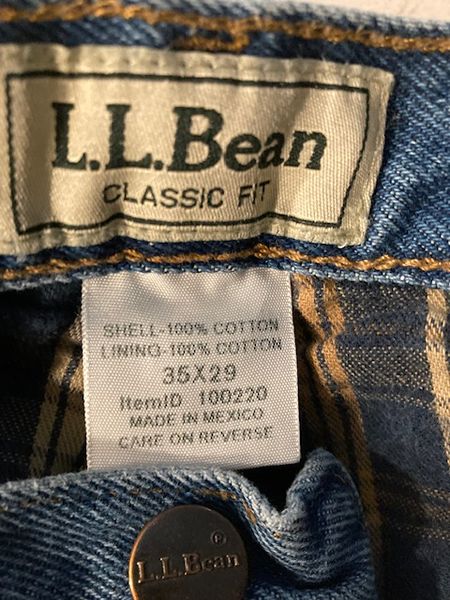 L.L.Bean
CLASSIC FIT
SHELL-100% COTTON
LINING-100% COTTON
35X29
ItemID 100220
MADE IN MEXICO
CARE ON REVERSE
®
L.L.Bean